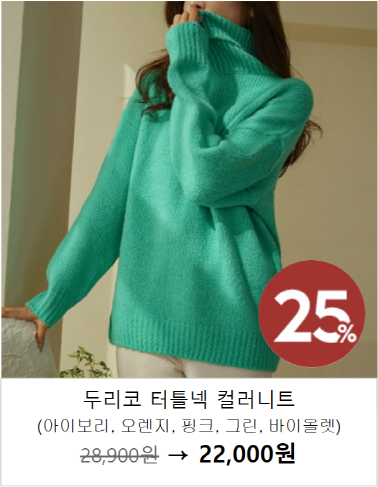 25%
두리코 터틀넥 컬러니트
(아이보리, 오렌지, 핑크, 그린, 바이올렛)
28,900원 → 22,000원